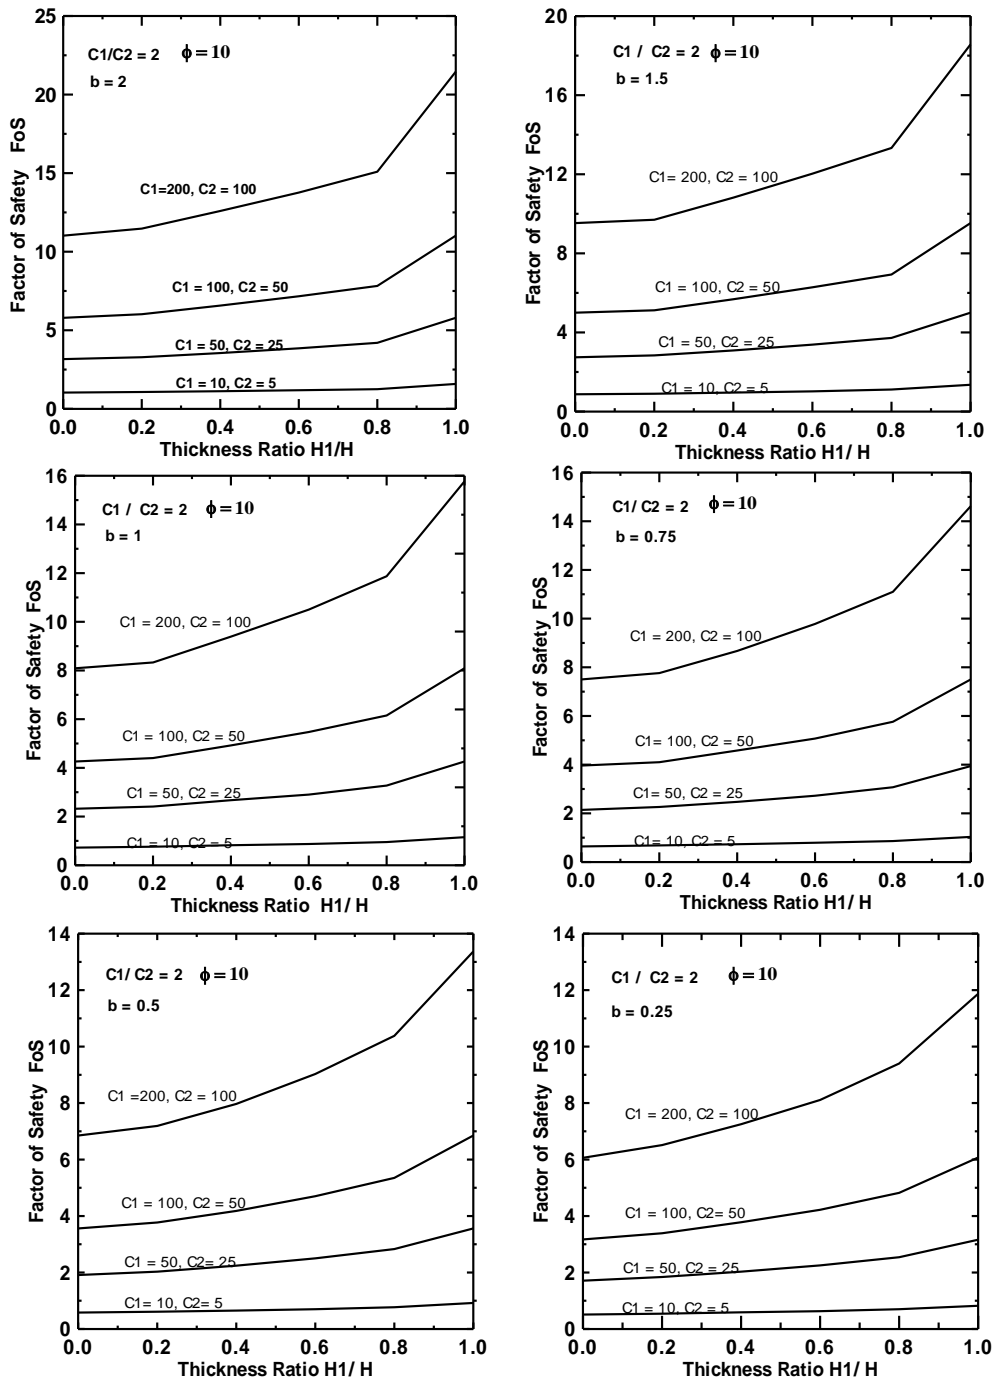 C1/C2 = 2 ϕ = 10
b = 2
Factor of Safety FoS
25
20
15
10
5
0
C1=200, C2 = 100
C1 = 100, C2 = 50
C1 = 50, C2 = 25
C1 = 10, C2 = 5
0.0 0.2 0.4 0.6 0.8 1.0
Thickness Ratio H1/H
C1 / C2 = 2 ϕ = 10
b = 1.5
Factor of Safety FoS
20
16
12
8
4
0
C1= 200, C2 = 100
C1 = 100, C2 = 50
C1 = 50, C2 = 25
C1 = 10, C2 = 5
0.0 0.2 0.4 0.6 0.8 1.0
Thickness Ratio H1/ H
C1 / C2 = 2 ϕ = 10
b = 1
Factor of Safety FoS
16
14
12
10
8
6
4
2
0
C1 = 200, C2 = 100
C1 = 100, C2 = 50
C1 = 50, C2 = 25
C1 = 10, C2 = 5
0.0 0.2 0.4 0.6 0.8 1.0
Thickness Ratio H1/ H
C1/ C2 = 2 ϕ = 10
b = 0.75
Factor of Safety FoS
16
14
12
10
8
6
4
2
0
C1 = 200, C2 = 100
C1= 100, C2 = 50
C1= 50, C2 = 25
C1= 10, C2= 5
0.0 0.2 0.4 0.6 0.8 1.0
Thickness Ratio H1/ H
C1/ C2 = 2 ϕ = 10
b = 0.5
Factor of Safety FoS
14
12
10
8
6
4
2
0
C1 =200, C2 = 100
C1 = 100, C2 = 50
C1 = 50, C2= 25
C1= 10, C2= 5
0.0 0.2 0.4 0.6 0.8 1.0
Thickness Ratio H1/ H
C1 / C2 = 2 ϕ = 10
b = 0.25
Factor of Safety FoS
14
12
10
8
6
4
2
0
C1 = 200, C2 = 100
C1 = 100, C2= 50
C1 = 50, C2 = 25
C1 = 10, C2 = 5
0.0 0.2 0.4 0.6 0.8 1.0
Thickness Ratio H1/ H